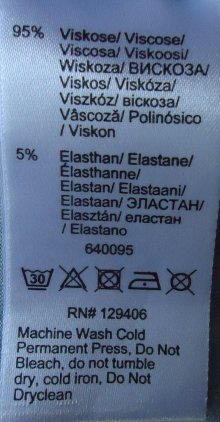 95% Viskose/ Viscose/
Viscosa/ Viskoosi/
Wiskoza/ ВИСКОЗА/
Viskos/ Viskóza/
Viszkóz/ віскоза/
Vâscoză/ Polinósico
/ Viskon
5% Elasthan/ Elastane/
Élasthanne/
Elastan/ Elastaani/
Elastaan/ ЭЛАСТАН/
Elasztán/ еластан
/ Elastano
640095
30
RN# 129406
Machine Wash Cold
Permanent Press, Do Not
Bleach, do not tumble
dry, cold iron, Do Not
Dryclean